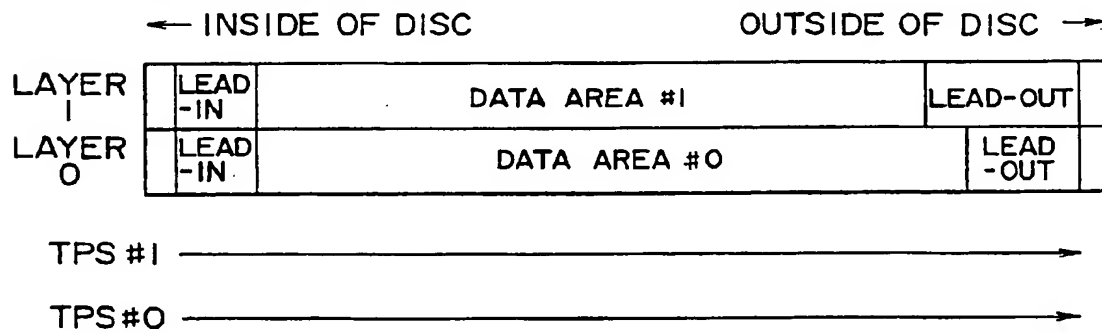 ← INSIDE OF DISC OUTSIDE OF DISC →
LAYER 1 LEAD-IN DATA AREA #1 LEAD-OUT
LAYER 0 LEAD-IN DATA AREA #0 LEAD-OUT
TPS #1
TPS #0